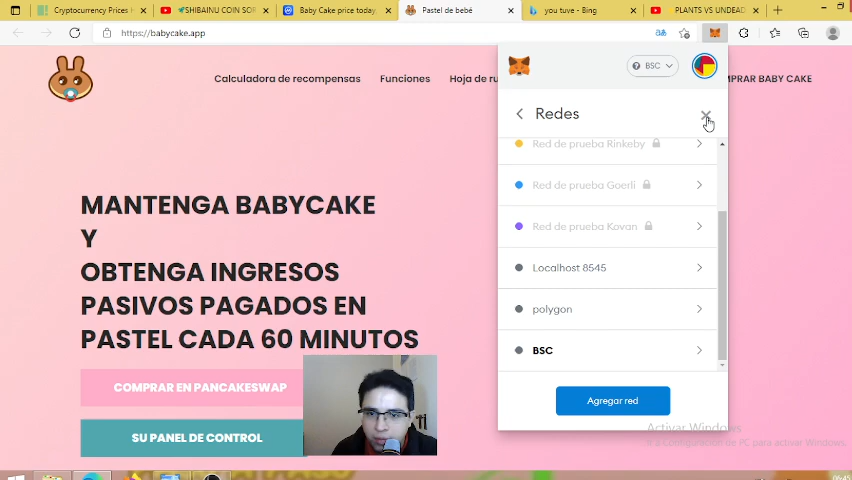 Cryptocurrency Prices
SHIBAINU COIN
Baby Cake price today
Pastel de bebé
you tuve - Bing
PLANTS VS UNDEAD
https://babycake.app
BSC
Calculadora de recompensas
Funciones
Hoja de
PRAR BABY CAKE
Redes
Red de prueba Rinkeby
Red de prueba Goerli
Red de prueba Kovan
Localhost 8545
polygon
BSC
Agregar red
MANTENGA BABYCAKE
Y
OBTENGA INGRESOS
PASIVOS PAGADOS EN
PASTEL CADA 60 MINUTOS
COMPRAR EN PANCAKESWAP
SU PANEL DE CONTROL
Activar Windows
Configuración de PC para activar Windows.